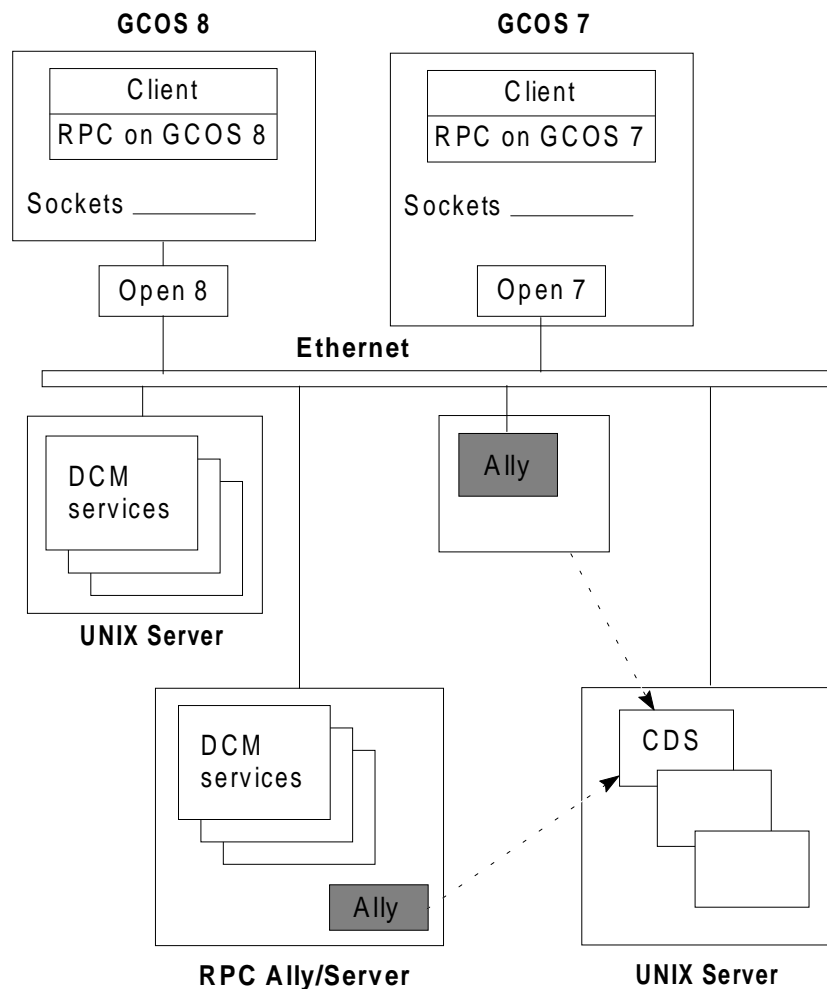 GCOS 8
GCOS 7
Client
RPC on GCOS 8
Client
RPC on GCOS 7
Sockets
Sockets
Open 8
Open 7
Ethernet
DCM
services
Ally
UNIX Server
DCM
services
CDS
Ally
RPC Ally/Server
UNIX Server